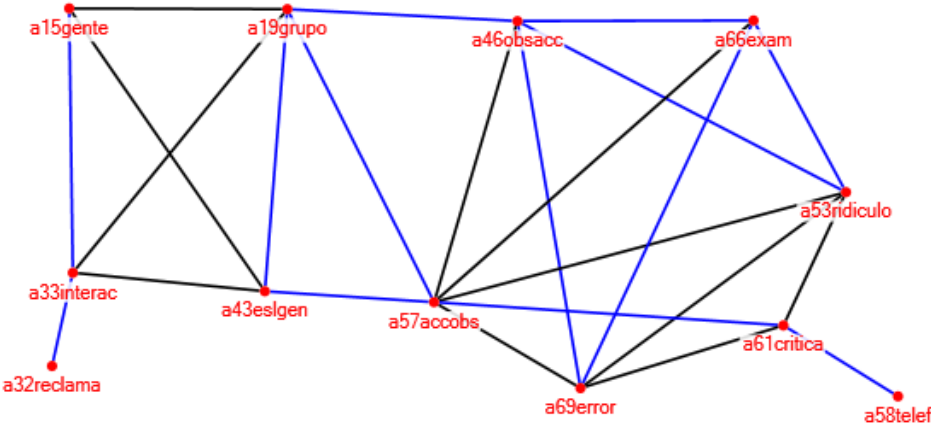 a15gente
a19grupo
a46obsacc
a66exam
a53ridiculo
a33interac
a43eslgen
a57accobs
a61critica
a32reclama
a69error
a58telef